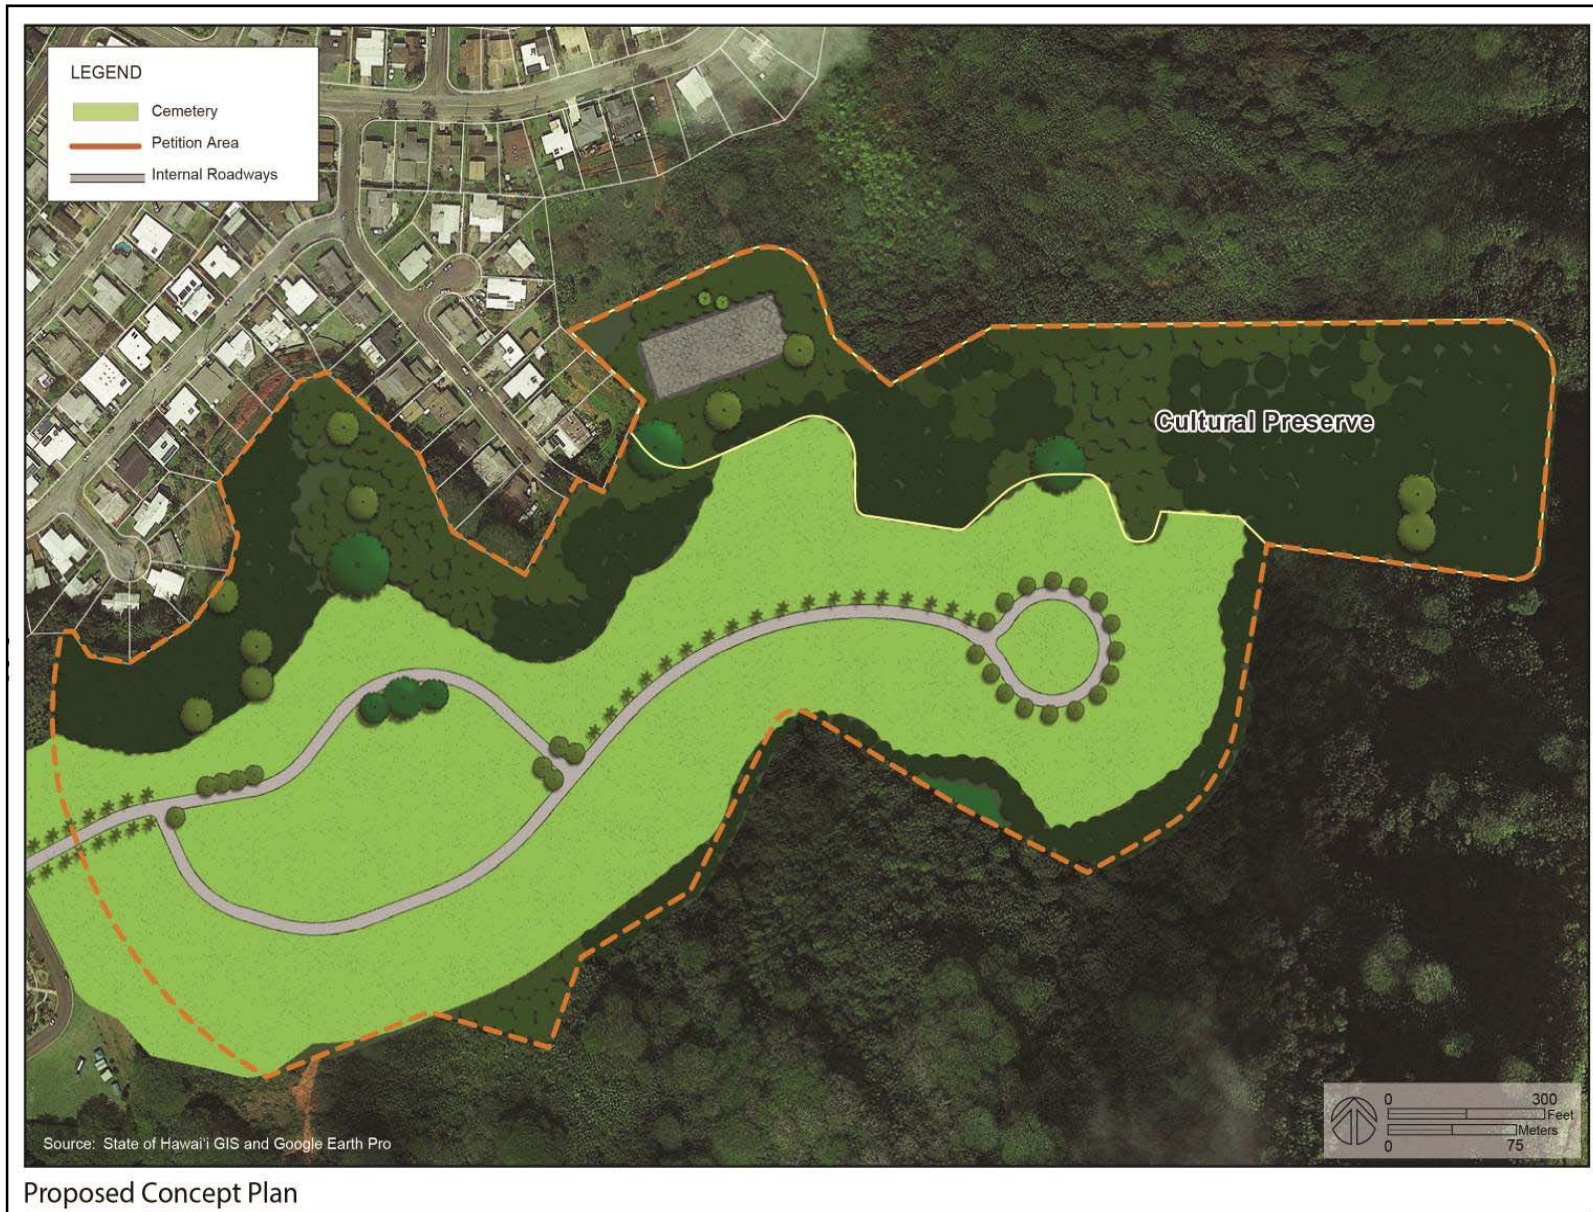 LEGEND
Cemetery
Petition Area
Internal Roadways
Cultural Preserve
0 300
Feet
Meters
0 75
Source: State of Hawai'i GIS and Google Earth Pro
Proposed Concept Plan